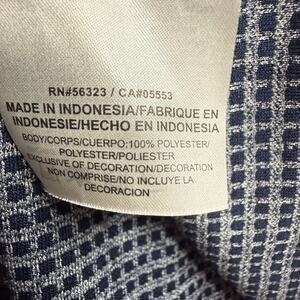 RN#56323 / CA#05553
MADE IN INDONESIA/FABRIQUE EN
INDONESIE/HECHO EN INDONESIA
BODY/CORPS/CUERPO;100% POLYESTER/
POLYESTER/POLIESTER
EXCLUSIVE OF DECORATION/DECORATION
NON COMPRISE/NO INCLUYE LA
DECORACION